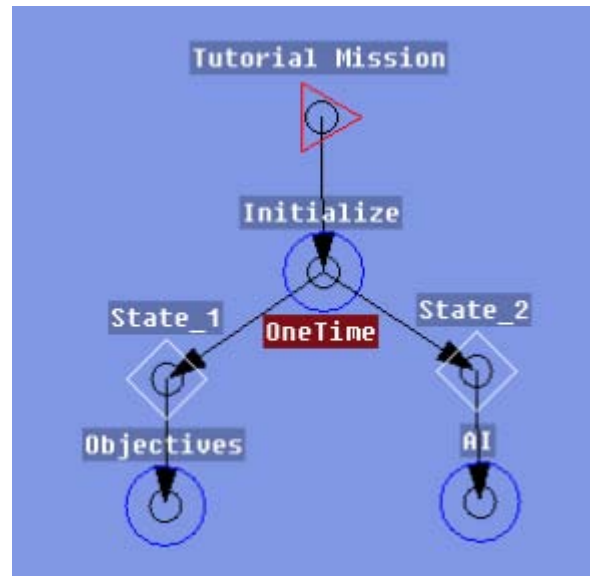 Tutorial Mission
Initialize
OneTime
State_1
State_2
Objectives
AI